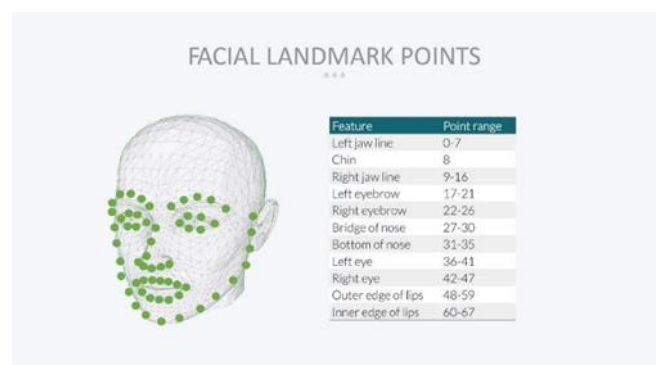 FACIAL LANDMARK POINTS
Feature Point range
Left jaw line 0-7
Chin 8
Right jaw line 9-16
Left eyebrow 17-21
Right eyebrow 22-26
Bridge of nose 27-30
Bottom of nose 31-35
Left eye 36-41
Right eye 42-47
Outer edge of lips 48-59
Inner edge of lips 60-67